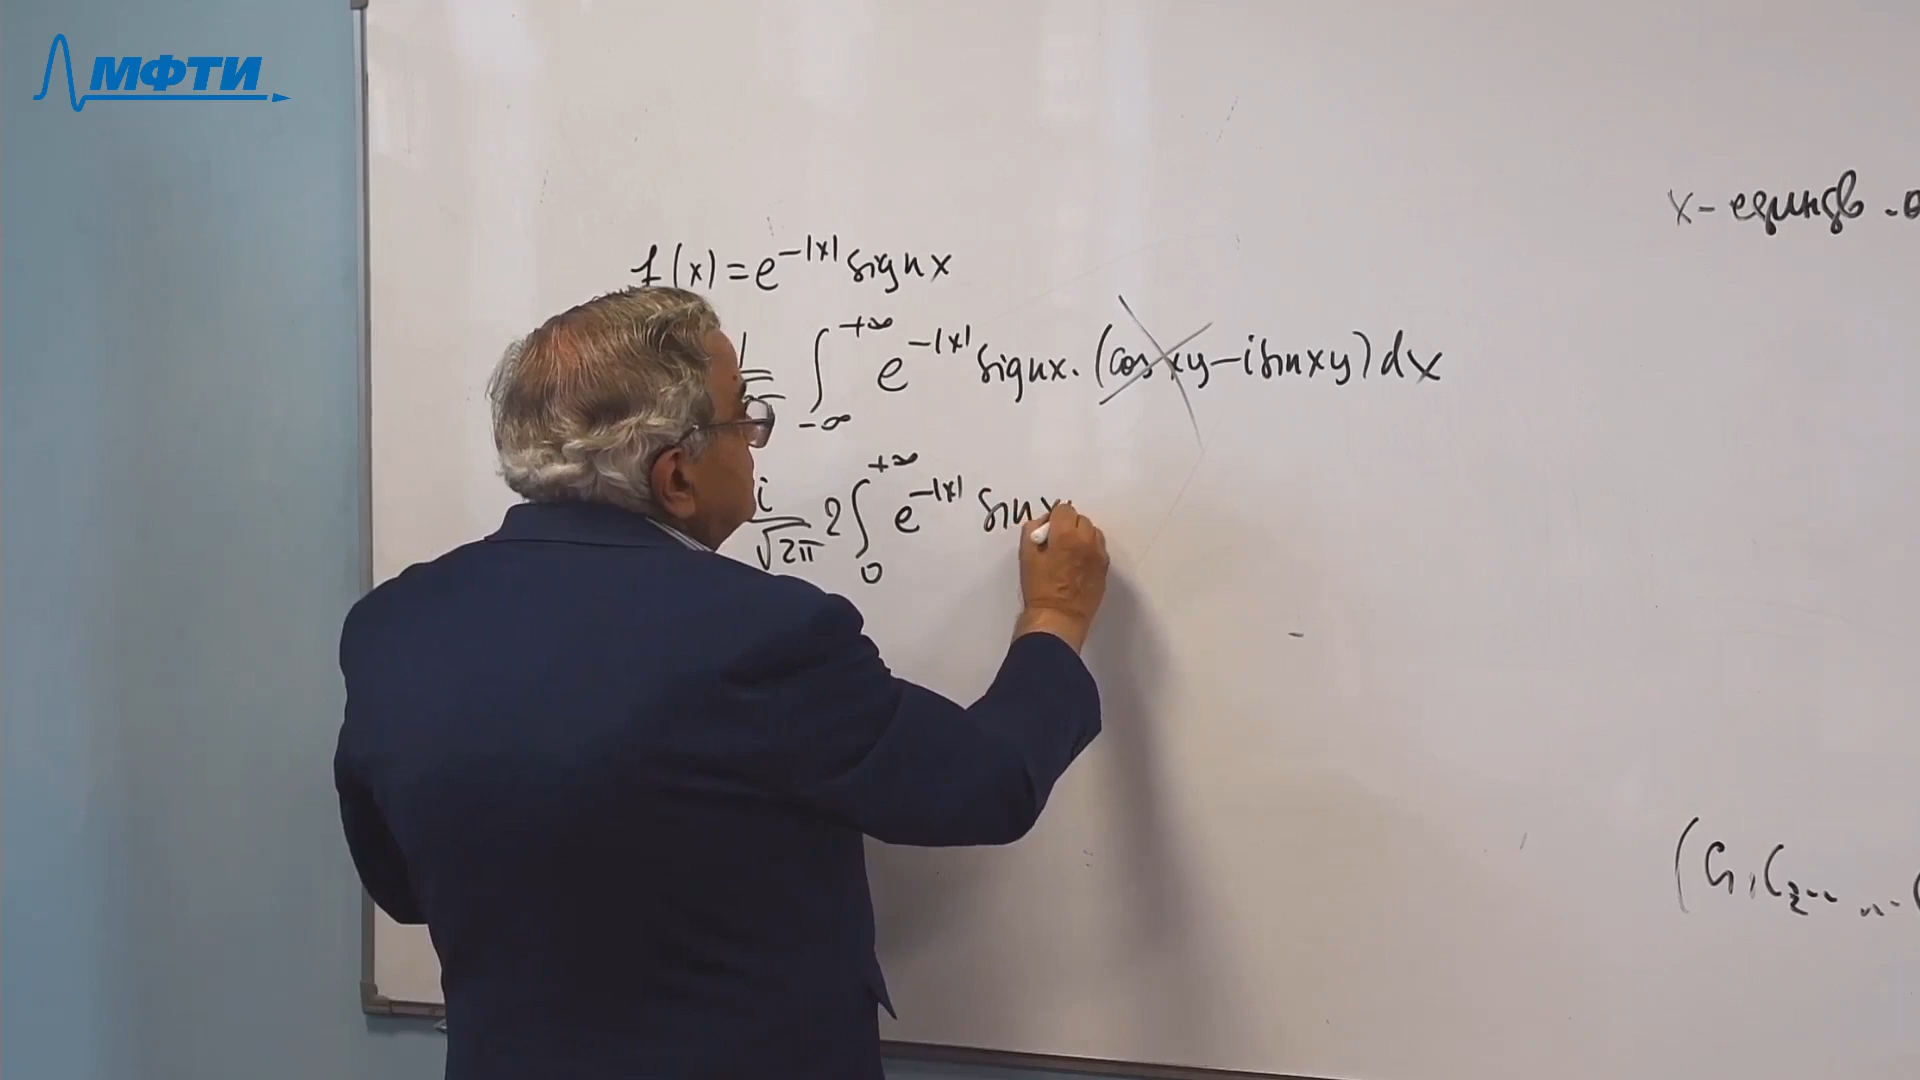 МФТИ
x - единств.
f(x) = e^{-|x|} sign x
∫_{-∞}^{+∞} e^{-|x|} sign x · (cos xy - i sin xy) dx
i/√2π 2 ∫_0^{+∞} e^{-|x|} sin x
(C₁, C₂ ...